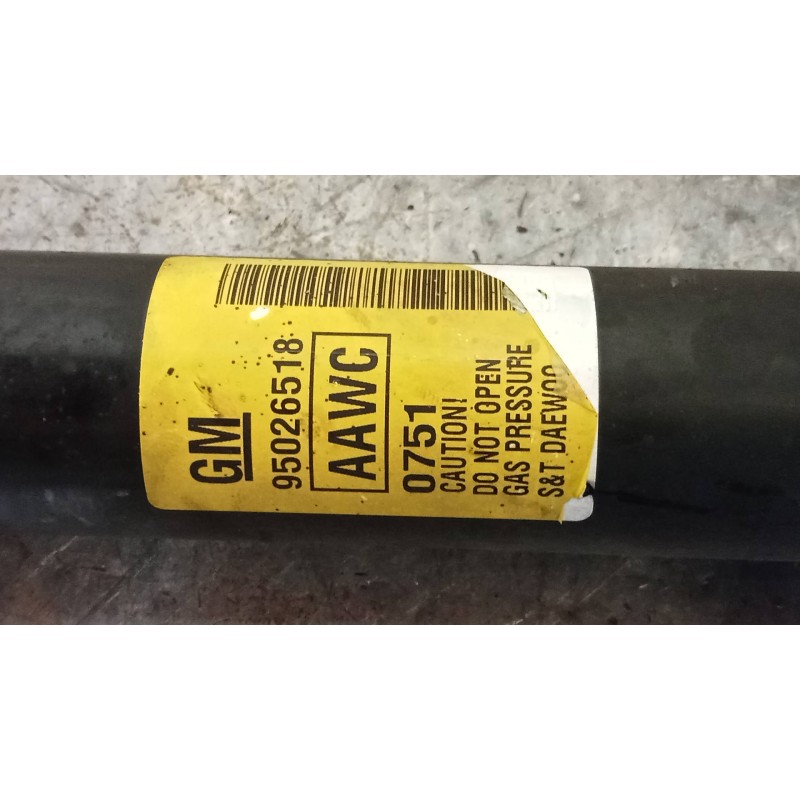 GM
95026518
AAWC
0751
CAUTION!
DO NOT OPEN
GAS PRESSURE
S&T DAEWOO